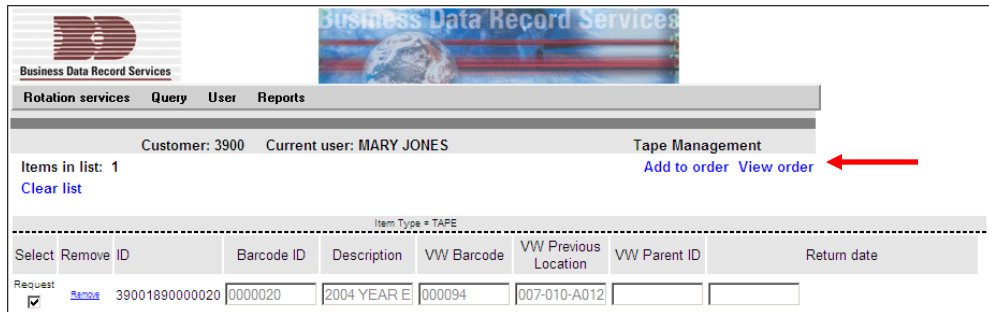 Business Data Record Services
Business Data Record Services
Rotation services Query User Reports
Customer: 3900 Current user: MARY JONES Tape Management
Items in list: 1 Add to order View order
Clear list
Item Type = TAPE
Select Remove ID Barcode ID Description VW Barcode VW Previous Location VW Parent ID Return date
Request Remove 39001890000020 0000020 2004 YEAR E 000094 007-010-A012